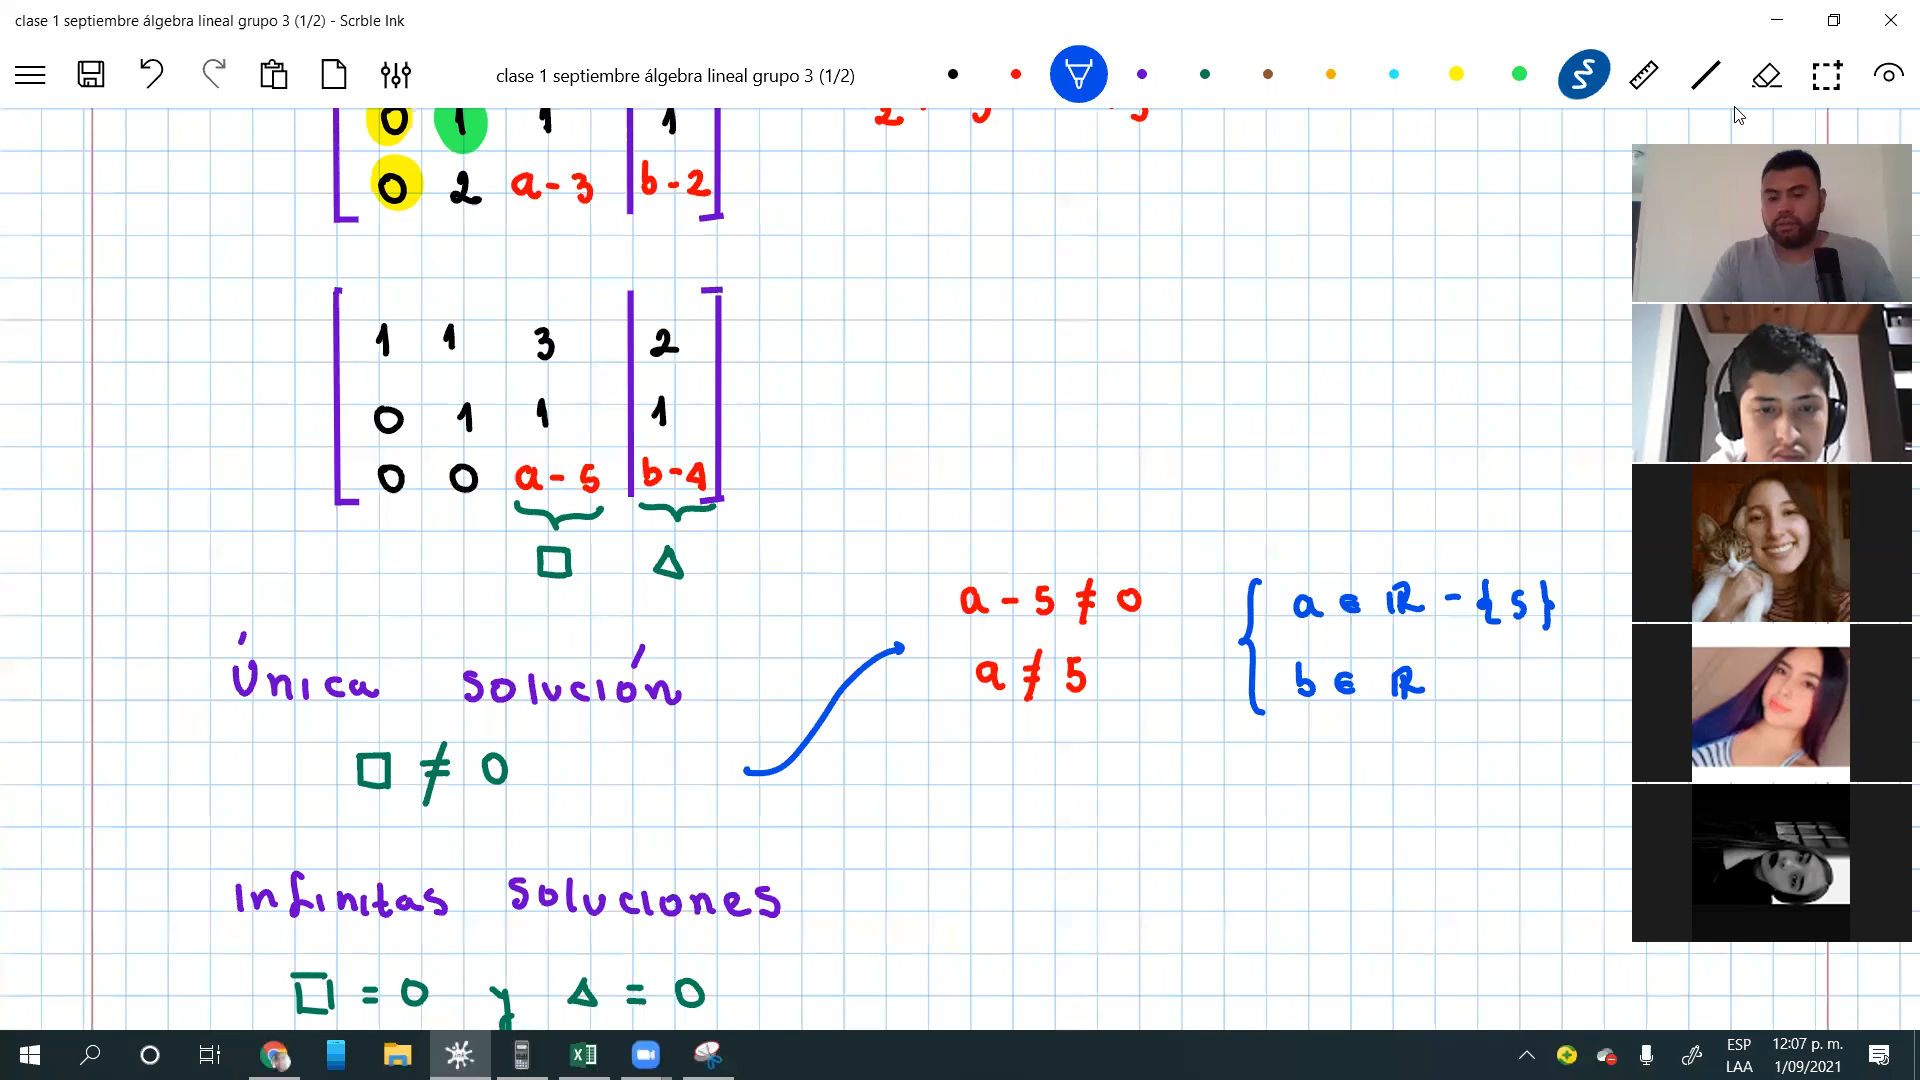 clase 1 septiembre álgebra lineal grupo 3 (1/2) - Scrble Ink
clase 1 septiembre álgebra lineal grupo 3 (1/2)
0 1 1 1
0 2 a - 3 b - 2
1 1 3 2
0 1 1 1
0 0 a - 5 b - 4
□ △
a - 5 ≠ 0
a ∈ ℝ - {5}
a ≠ 5
b ∈ ℝ
Única solución
□ ≠ 0
Infinitas soluciones
□ = 0 y △ = 0
ESP
LAA
12:07 p. m.
1/09/2021